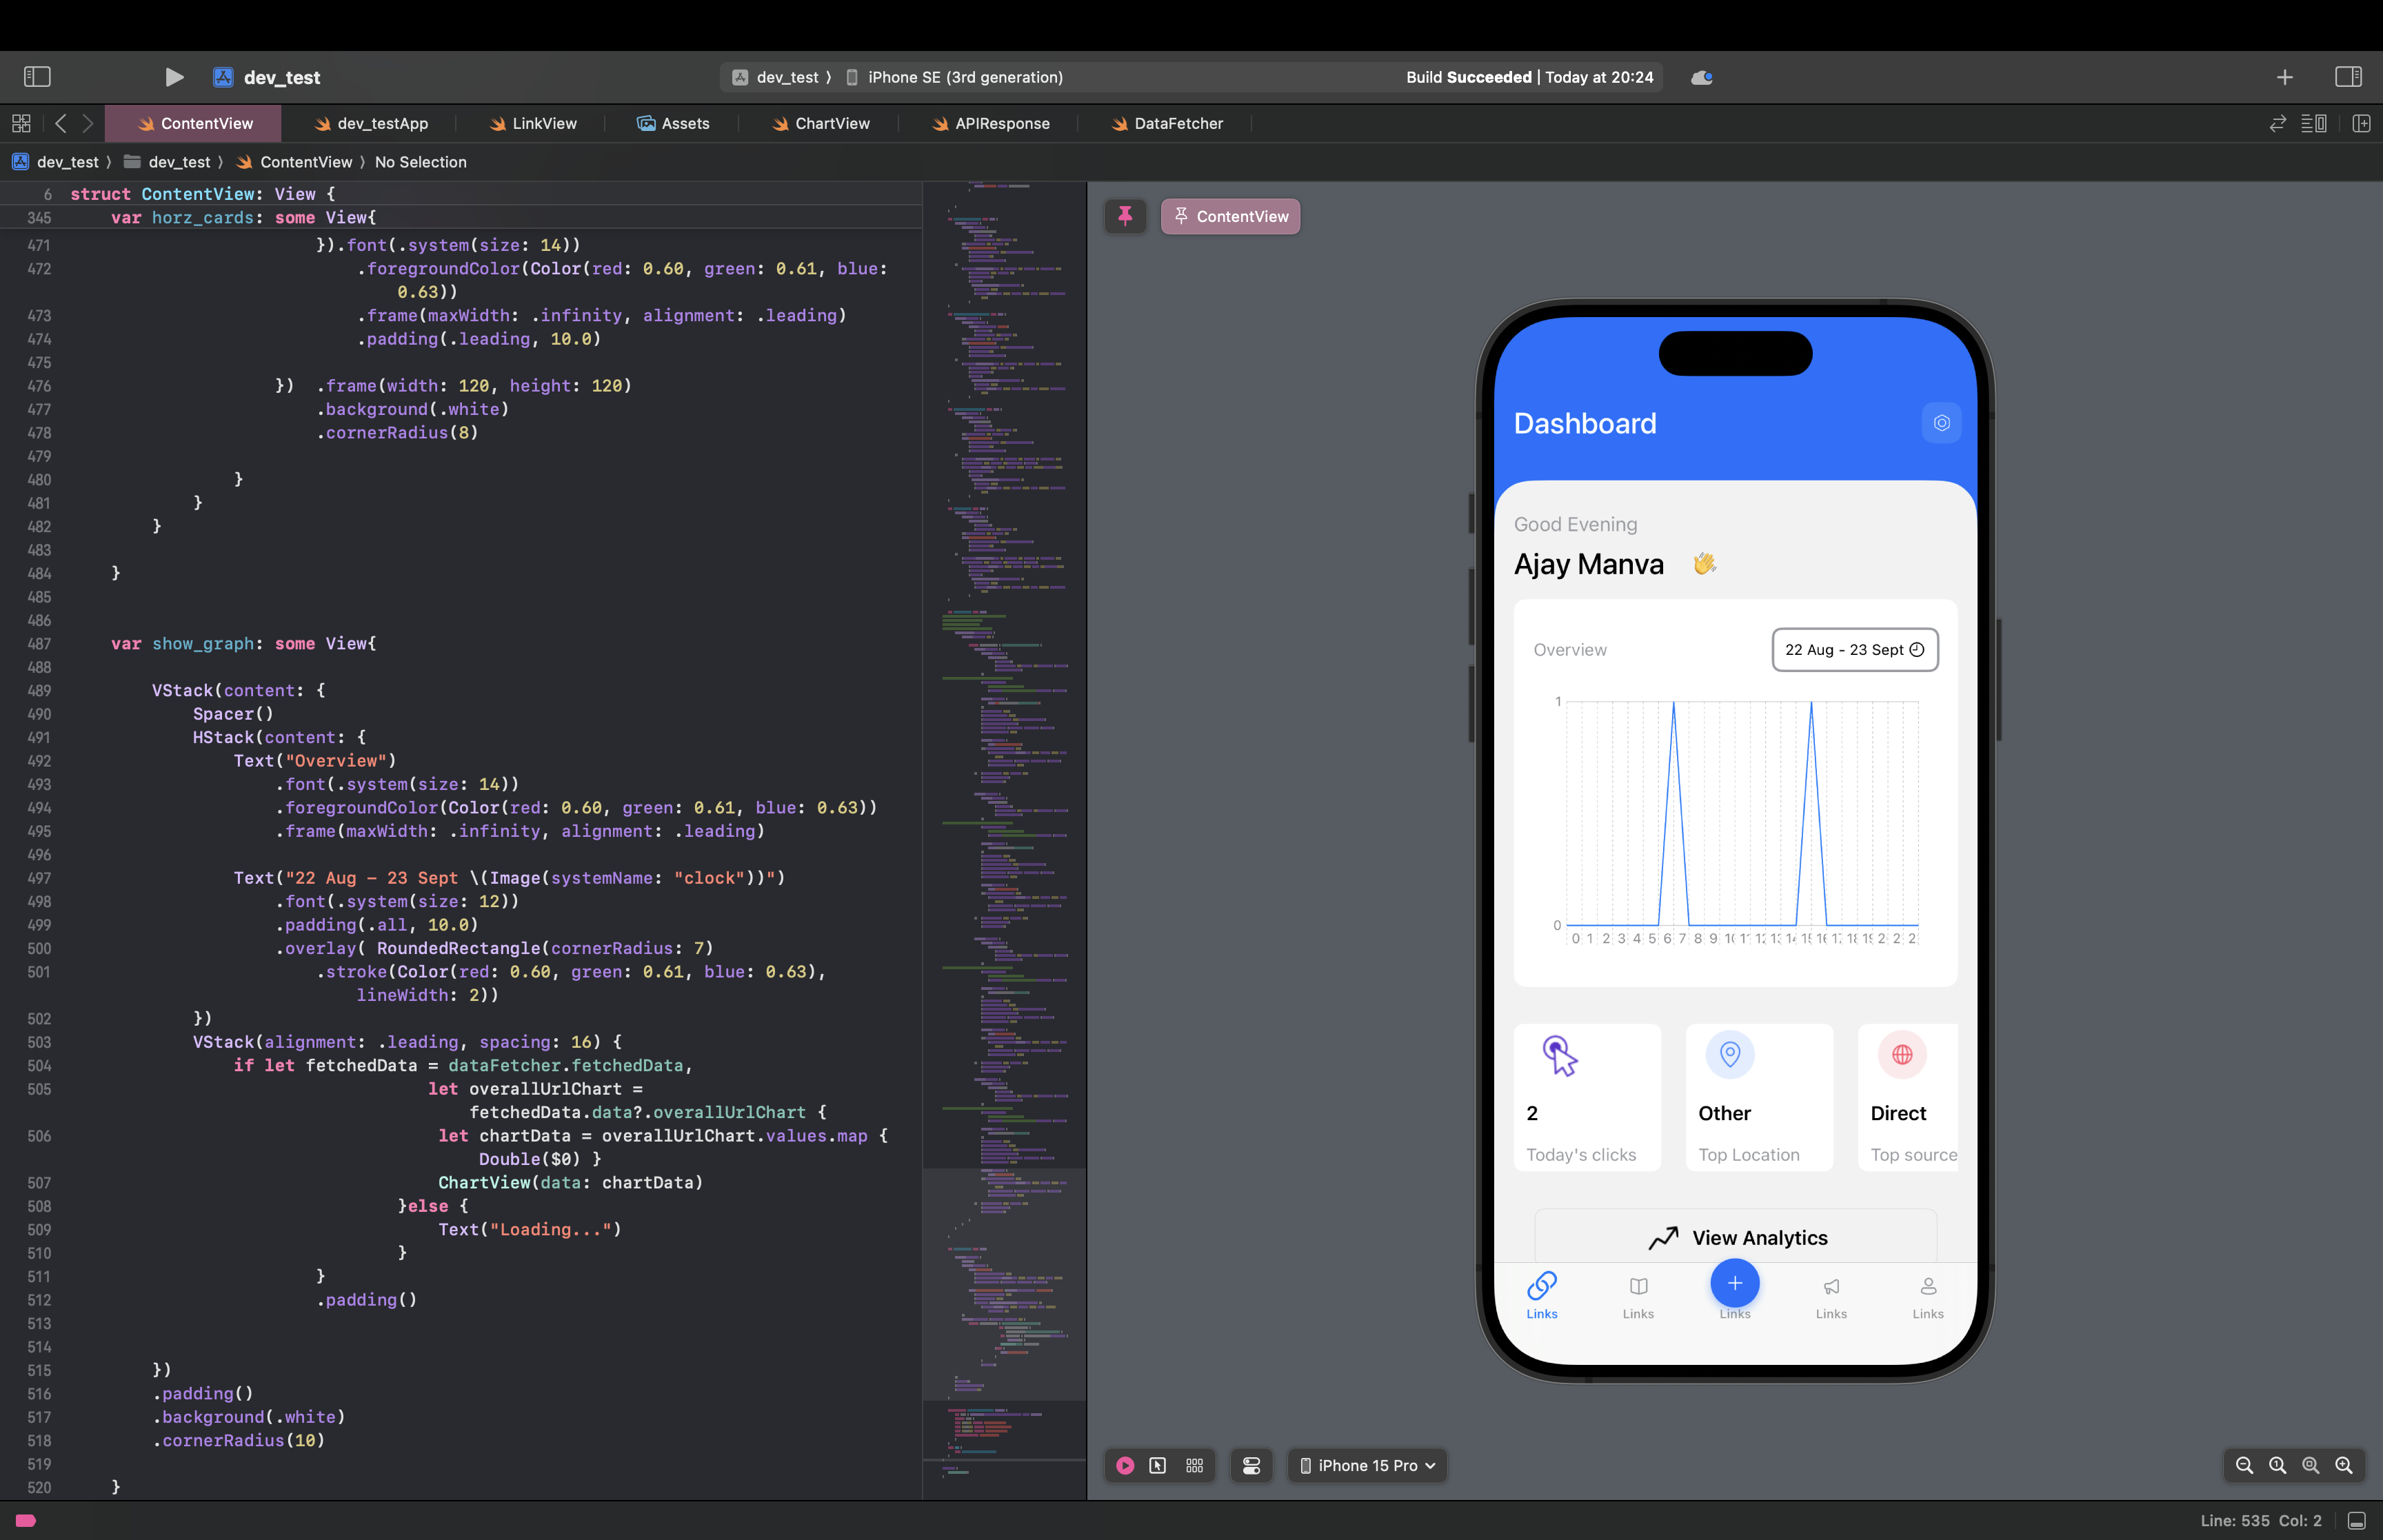 dev_test
dev_test ⟩ iPhone SE (3rd generation)
Build Succeeded | Today at 20:24
ContentView
dev_testApp
LinkView
Assets
ChartView
APIResponse
DataFetcher
dev_test ⟩ dev_test ⟩ ContentView ⟩ No Selection
6 struct ContentView: View {
345 var horz_cards: some View{
471 }).font(.system(size: 14))
472 .foregroundColor(Color(red: 0.60, green: 0.61, blue:
0.63))
473 .frame(maxWidth: .infinity, alignment: .leading)
474 .padding(.leading, 10.0)
475
476 }) .frame(width: 120, height: 120)
477 .background(.white)
478 .cornerRadius(8)
479
480 }
481 }
482 }
483
484 }
485
486
487 var show_graph: some View{
488
489 VStack(content: {
490 Spacer()
491 HStack(content: {
492 Text("Overview")
493 .font(.system(size: 14))
494 .foregroundColor(Color(red: 0.60, green: 0.61, blue: 0.63))
495 .frame(maxWidth: .infinity, alignment: .leading)
496
497 Text("22 Aug – 23 Sept \(Image(systemName: "clock"))")
498 .font(.system(size: 12))
499 .padding(.all, 10.0)
500 .overlay( RoundedRectangle(cornerRadius: 7)
501 .stroke(Color(red: 0.60, green: 0.61, blue: 0.63),
lineWidth: 2))
502 })
503 VStack(alignment: .leading, spacing: 16) {
504 if let fetchedData = dataFetcher.fetchedData,
505 let overallUrlChart =
fetchedData.data?.overallUrlChart {
506 let chartData = overallUrlChart.values.map {
Double($0) }
507 ChartView(data: chartData)
508 }else {
509 Text("Loading...")
510 }
511 }
512 .padding()
513
514
515 })
516 .padding()
517 .background(.white)
518 .cornerRadius(10)
519
520 }
ContentView
Dashboard
Good Evening
Ajay Manva 👋
Overview
22 Aug - 23 Sept
1
0
0 1 2 3 4 5 6 7 8 9
2
Today's clicks
Other
Top Location
Direct
Top source
View Analytics
Links
Links
Links
Links
Links
iPhone 15 Pro
Line: 535 Col: 2